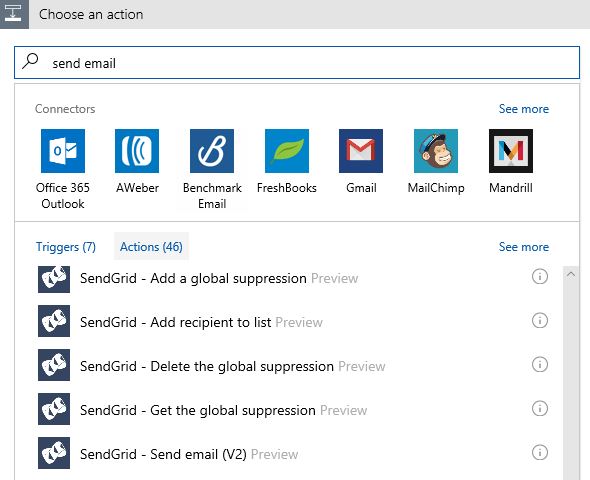 Choose an action
send email
Connectors See more
Office 365 Outlook AWeber Benchmark Email FreshBooks Gmail MailChimp Mandrill
Triggers (7) Actions (46) See more
SendGrid - Add a global suppression Preview
SendGrid - Add recipient to list Preview
SendGrid - Delete the global suppression Preview
SendGrid - Get the global suppression Preview
SendGrid - Send email (V2) Preview